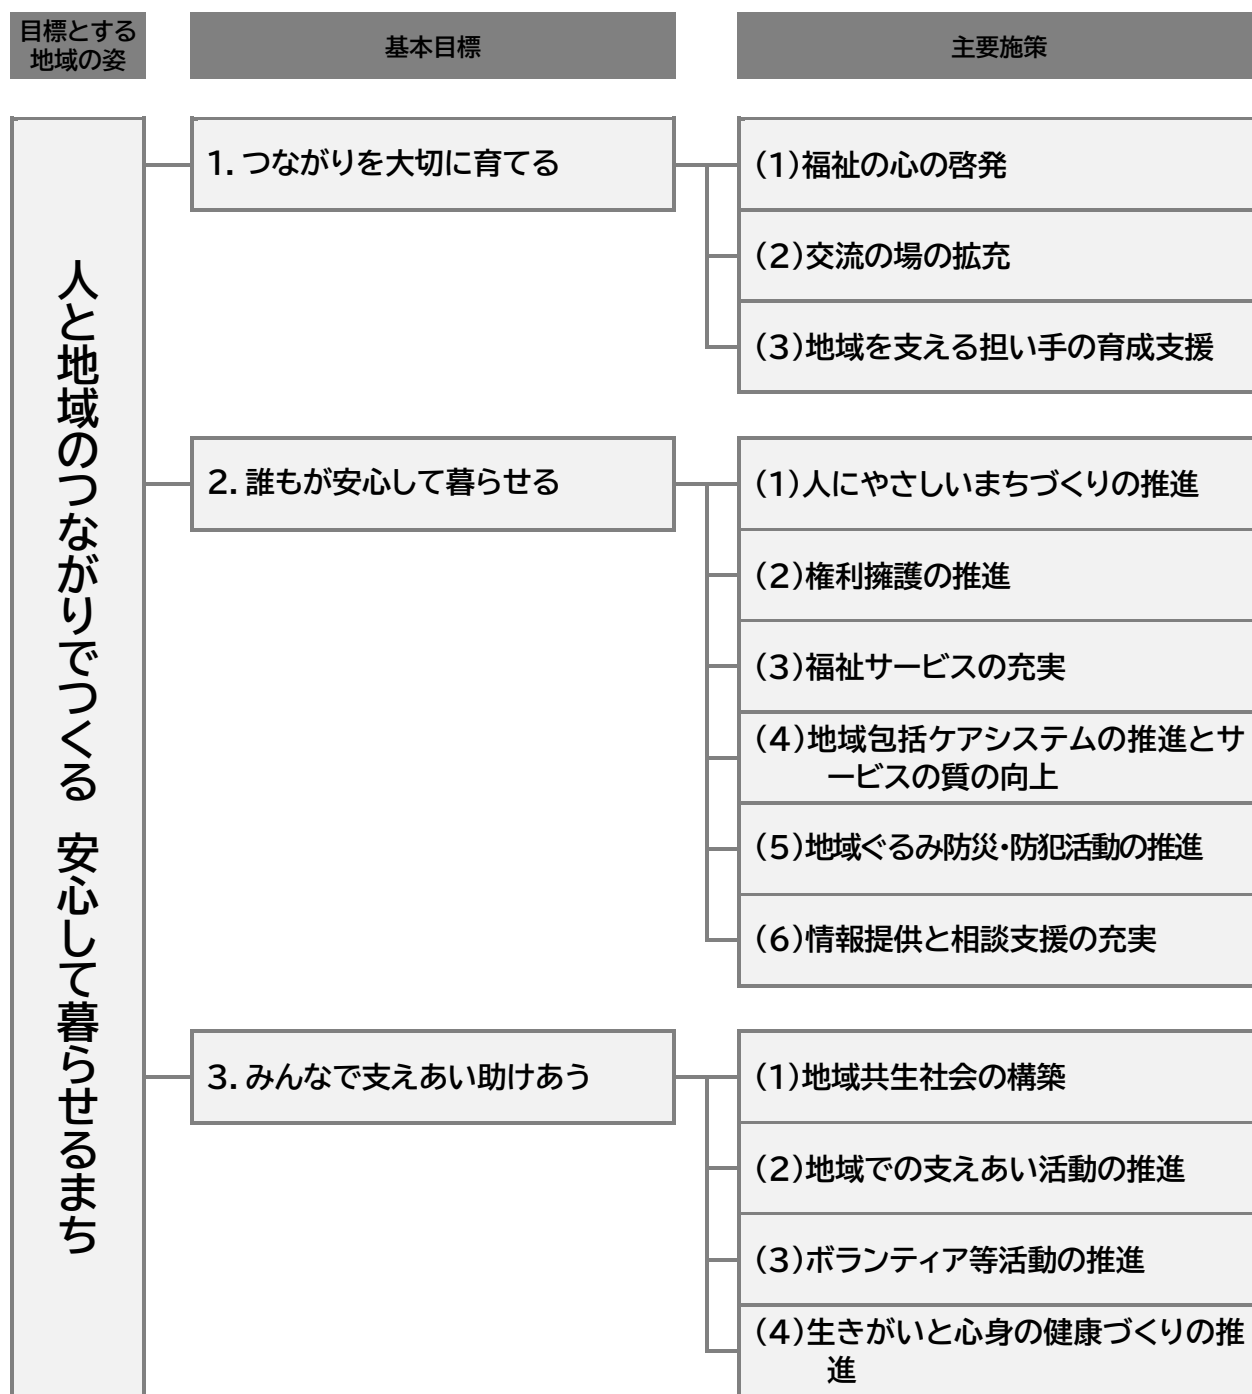 目標とする
地域の姿
基本目標
主要施策
人と地域のつながりでつくる 安心して暮らせるまち
1．つながりを大切に育てる
（1）福祉の心の啓発
（2）交流の場の拡充
（3）地域を支える担い手の育成支援
2．誰もが安心して暮らせる
（1）人にやさしいまちづくりの推進
（2）権利擁護の推進
（3）福祉サービスの充実
（4）地域包括ケアシステムの推進とサ
ービスの質の向上
（5）地域ぐるみ防災・防犯活動の推進
（6）情報提供と相談支援の充実
3．みんなで支えあい助けあう
（1）地域共生社会の構築
（2）地域での支えあい活動の推進
（3）ボランティア等活動の推進
（4）生きがいと心身の健康づくりの推
進